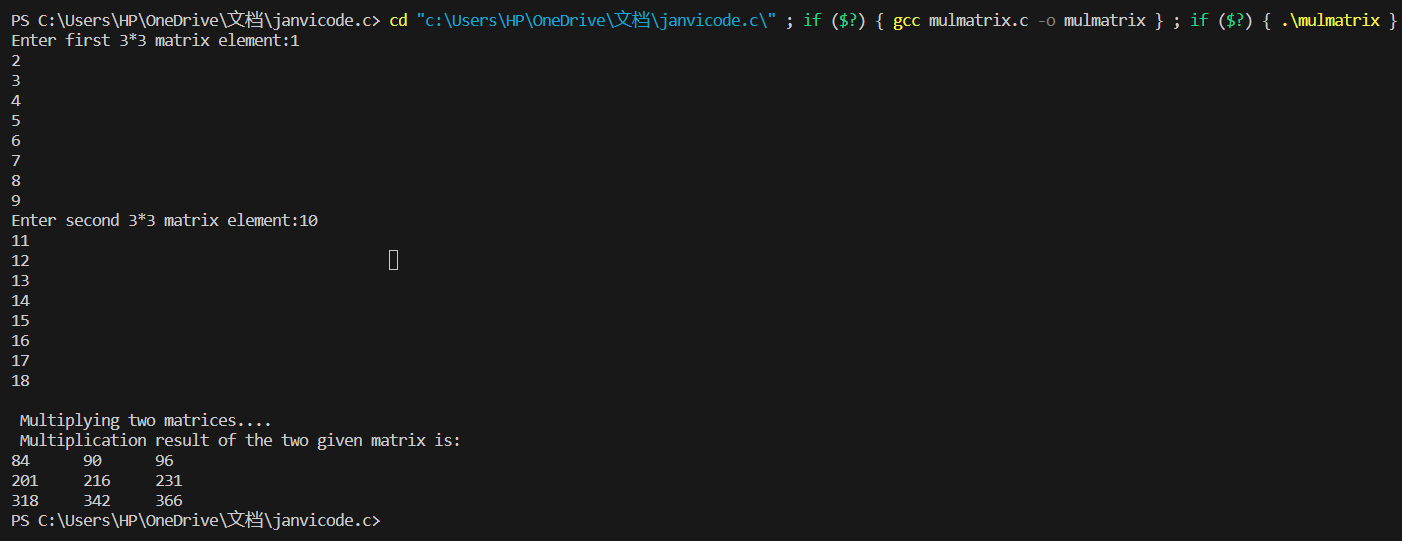 PS C:\Users\HP\OneDrive\文档\janvicode.c> cd "c:\Users\HP\OneDrive\文档\janvicode.c\" ; if ($?) { gcc mulmatrix.c -o mulmatrix } ; if ($?) { .\mulmatrix }
Enter first 3*3 matrix element:1
2
3
4
5
6
7
8
9
Enter second 3*3 matrix element:10
11
12
13
14
15
16
17
18
Multiplying two matrices....
Multiplication result of the two given matrix is:
84 90 96
201 216 231
318 342 366
PS C:\Users\HP\OneDrive\文档\janvicode.c>